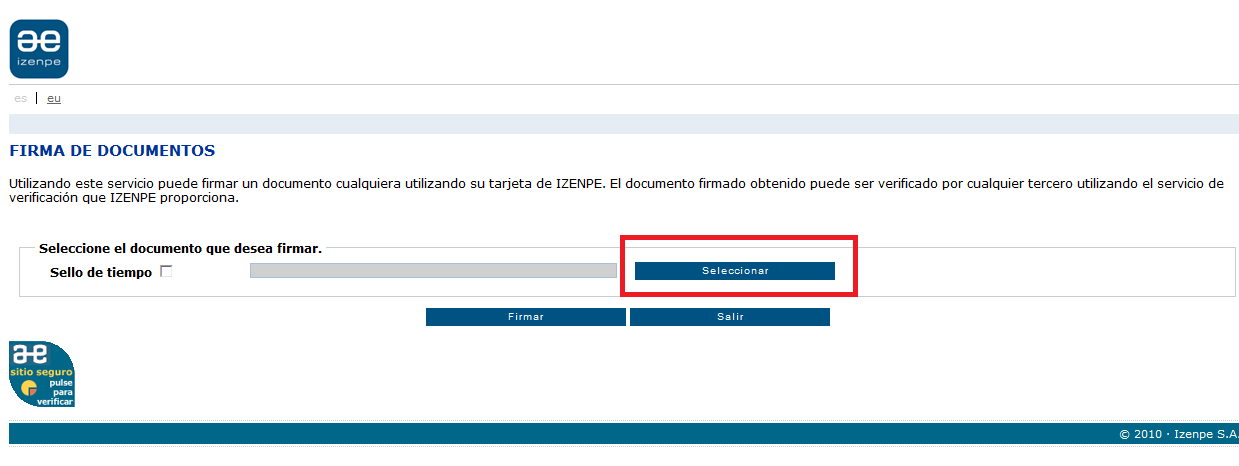 izenpe
es | eu
FIRMA DE DOCUMENTOS
Utilizando este servicio puede firmar un documento cualquiera utilizando su tarjeta de IZENPE. El documento firmado obtenido puede ser verificado por cualquier tercero utilizando el servicio de
verificación que IZENPE proporciona.
Seleccione el documento que desea firmar.
Sello de tiempo Seleccionar
Firmar Salir
sitio seguro
pulse
para
verificar
© 2010 · Izenpe S.A.